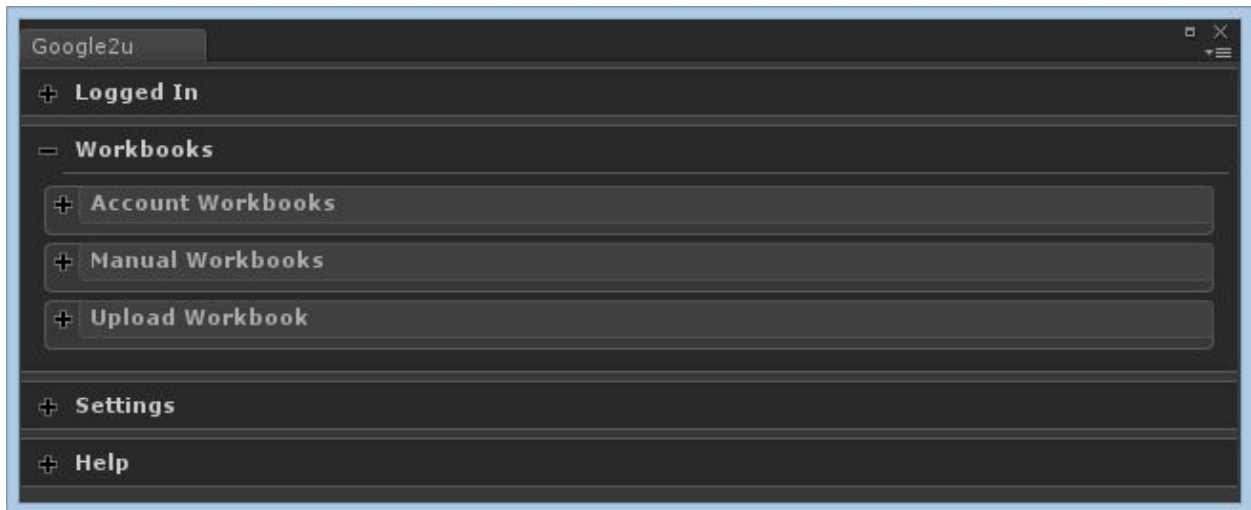 Google2u
Logged In
Workbooks
Account Workbooks
Manual Workbooks
Upload Workbook
Settings
Help